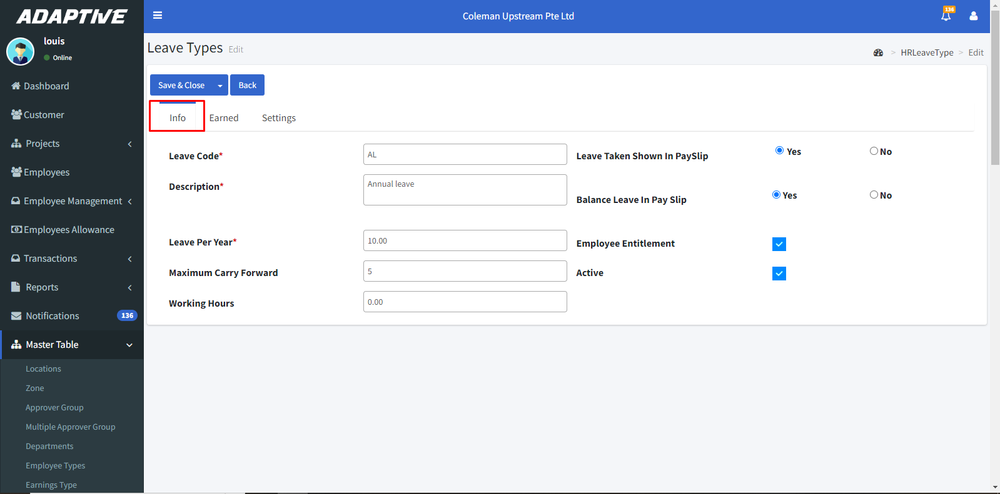 ADAPTIVE
louis
Online
Dashboard
Customer
Projects
Employees
Employee Management
Employees Allowance
Transactions
Reports
Notifications 136
Master Table
Locations
Zone
Approver Group
Multiple Approver Group
Departments
Employee Types
Earnings Type
Coleman Upstream Pte Ltd
136
Leave Types Edit
> HRLeaveType > Edit
Save & Close Back
Info Earned Settings
Leave Code* AL Leave Taken Shown In PaySlip Yes No
Description* Annual leave
Balance Leave In Pay Slip Yes No
Leave Per Year* 10.00 Employee Entitlement
Maximum Carry Forward 5 Active
Working Hours 0.00